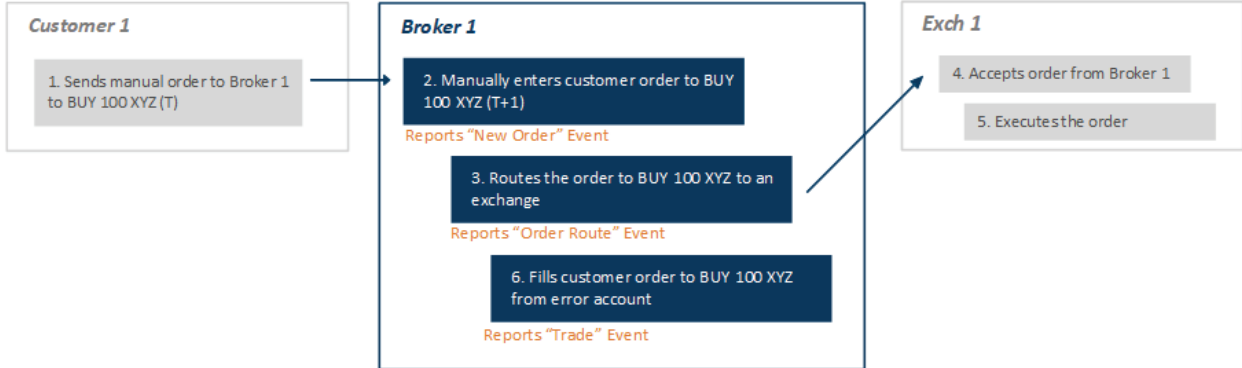 Customer 1
1. Sends manual order to Broker 1
to BUY 100 XYZ (T)
Broker 1
2. Manually enters customer order to BUY
100 XYZ (T+1)
Reports “New Order” Event
3. Routes the order to BUY 100 XYZ to an
exchange
Reports “Order Route” Event
6. Fills customer order to BUY 100 XYZ
from error account
Reports “Trade” Event
Exch 1
4. Accepts order from Broker 1
5. Executes the order